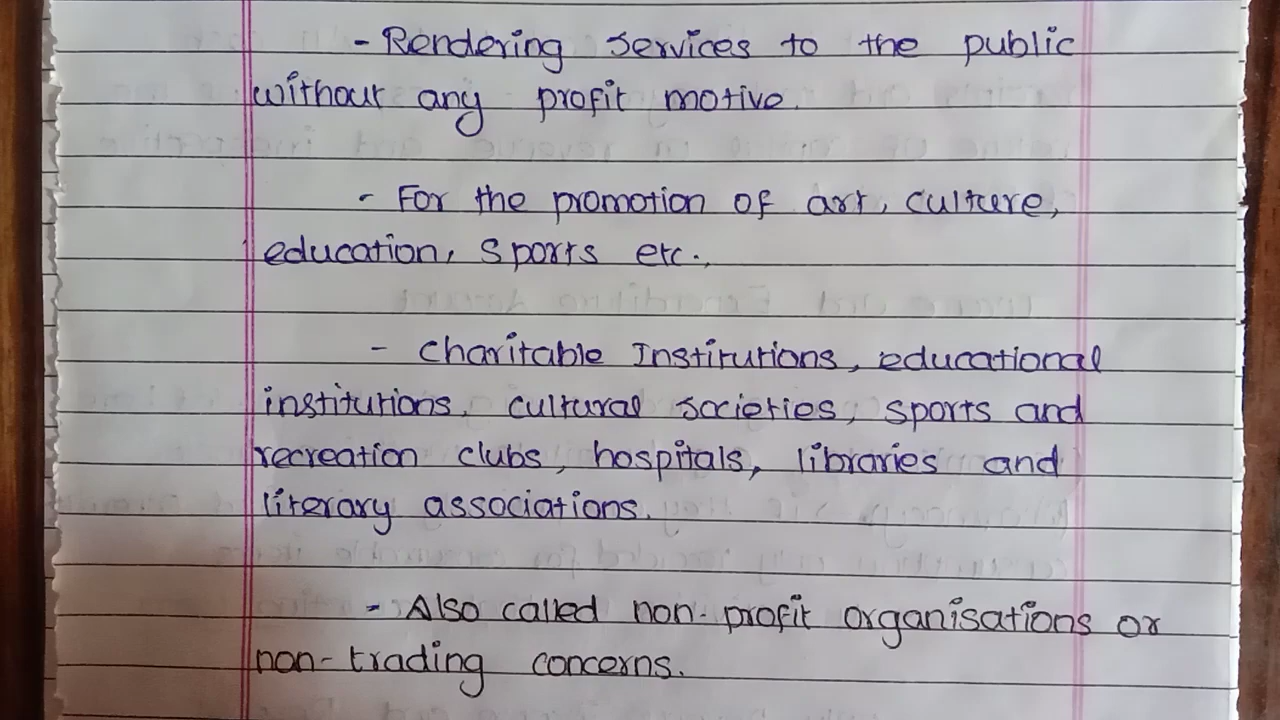 - Rendering services to the public
without any profit motive.
- For the promotion of art, culture,
education, sports etc.,
- Charitable Institutions, educational
institutions, cultural societies, sports and
recreation clubs, hospitals, libraries and
literary associations.
- Also called non-profit organisations or
non-trading concerns.